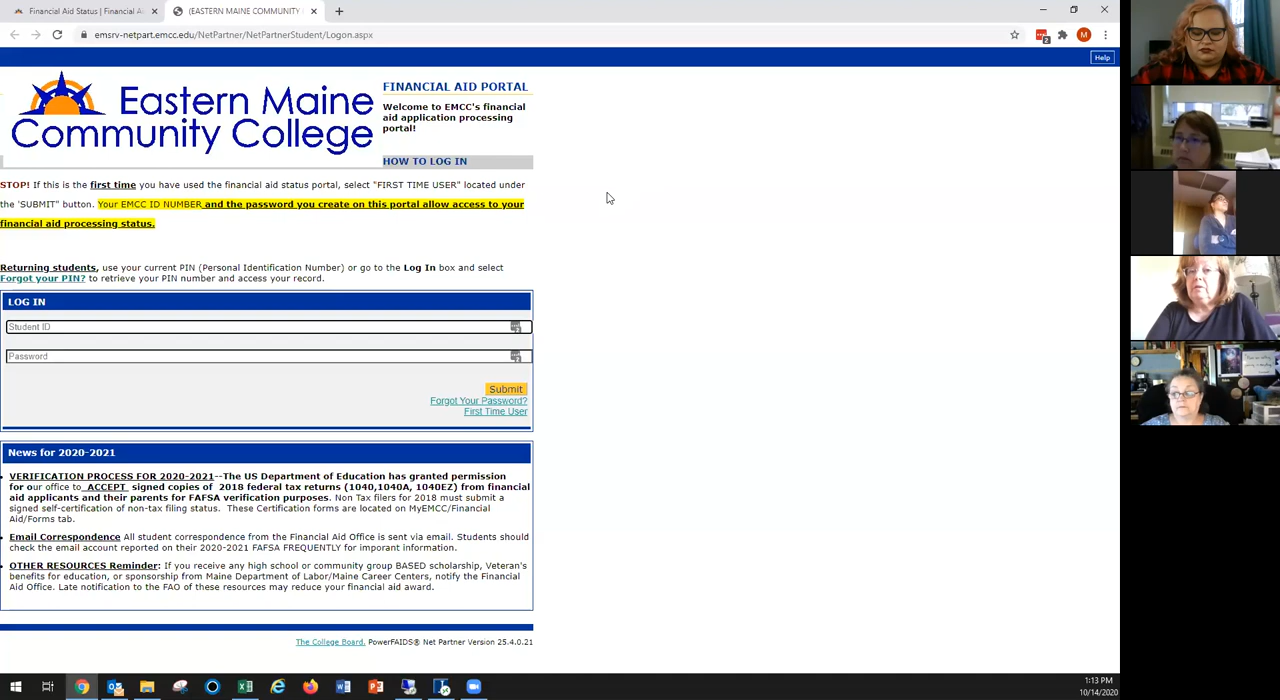 Financial Aid Status | Financial Ai
(EASTERN MAINE COMMUNITY
emsrv-netpart.emcc.edu/NetPartner/NetPartnerStudent/Logon.aspx
2
M
Help
Eastern Maine
Community College
FINANCIAL AID PORTAL
Welcome to EMCC's financial
aid application processing
portal!
HOW TO LOG IN
STOP! If this is the first time you have used the financial aid status portal, select "FIRST TIME USER" located under
the 'SUBMIT" button. Your EMCC ID NUMBER and the password you create on this portal allow access to your
financial aid processing status.
Returning students, use your current PIN (Personal Identification Number) or go to the Log In box and select
Forgot your PIN? to retrieve your PIN number and access your record.
LOG IN
Student ID
Password
Submit
Forgot Your Password?
First Time User
News for 2020-2021
VERIFICATION PROCESS FOR 2020-2021--The US Department of Education has granted permission
for our office to ACCEPT signed copies of 2018 federal tax returns (1040,1040A, 1040EZ) from financial
aid applicants and their parents for FAFSA verification purposes. Non Tax filers for 2018 must submit a
signed self-certification of non-tax filing status. These Certification forms are located on MyEMCC/Financial
Aid/Forms tab.
Email Correspondence All student correspondence from the Financial Aid Office is sent via email. Students should
check the email account reported on their 2020-2021 FAFSA FREQUENTLY for imporant information.
OTHER RESOURCES Reminder: If you receive any high school or community group BASED scholarship, Veteran's
benefits for education, or sponsorship from Maine Department of Labor/Maine Career Centers, notify the Financial
Aid Office. Late notification to the FAO of these resources may reduce your financial aid award.
The College Board. PowerFAIDS® Net Partner Version 25.4.0.21
1:13 PM
10/14/2020